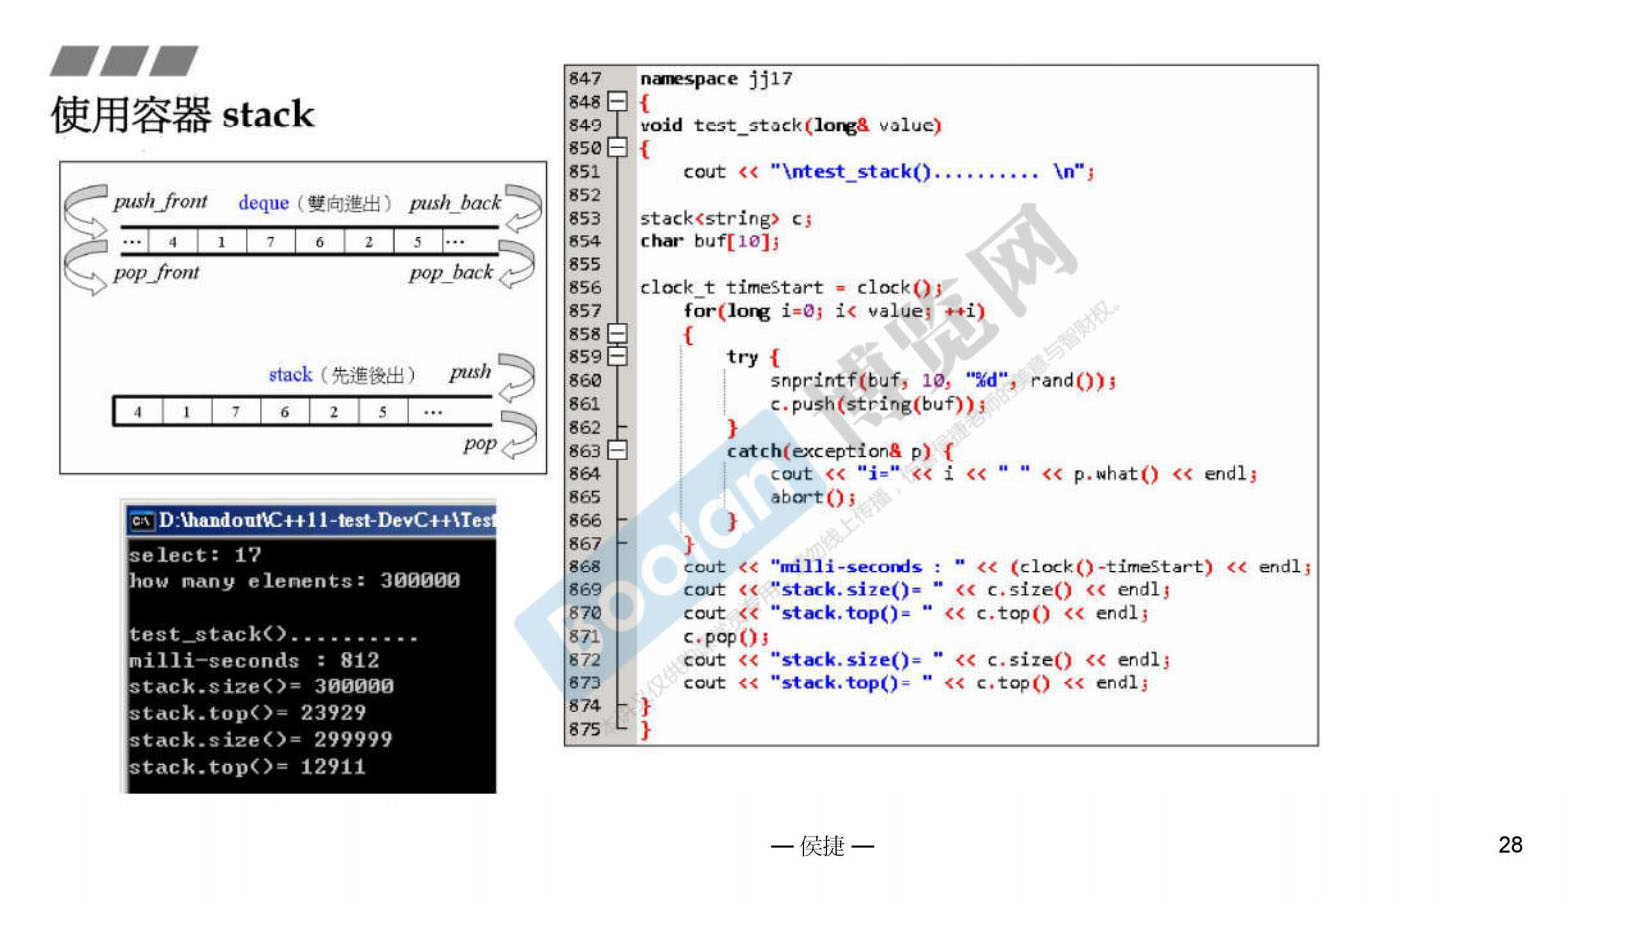 使用容器 stack
push_front deque（雙向進出） push_back
... 4 1 7 6 2 5 ...
pop_front pop_back
stack（先進後出） push
4 1 7 6 2 5 ...
pop
D:\handout\C++11-test-DevC++\Test
select: 17
how many elements: 300000
test_stack()..........
milli-seconds : 812
stack.size()= 300000
stack.top()= 23929
stack.size()= 299999
stack.top()= 12911
847 namespace jj17
848 {
849 void test_stack(long& value)
850 {
851 cout << "\ntest_stack().......... \n";
852
853 stack<string> c;
854 char buf[10];
855
856 clock_t timeStart = clock();
857 for(long i=0; i< value; ++i)
858 {
859 try {
860 snprintf(buf, 10, "%d", rand());
861 c.push(string(buf));
862 }
863 catch(exception& p) {
864 cout << "i=" << i << " " << p.what() << endl;
865 abort();
866 }
867 }
868 cout << "milli-seconds : " << (clock()-timeStart) << endl;
869 cout << "stack.size()= " << c.size() << endl;
870 cout << "stack.top()= " << c.top() << endl;
871 c.pop();
872 cout << "stack.size()= " << c.size() << endl;
873 cout << "stack.top()= " << c.top() << endl;
874 }
875 }
Boolan
博览网
— 侯捷 —
28